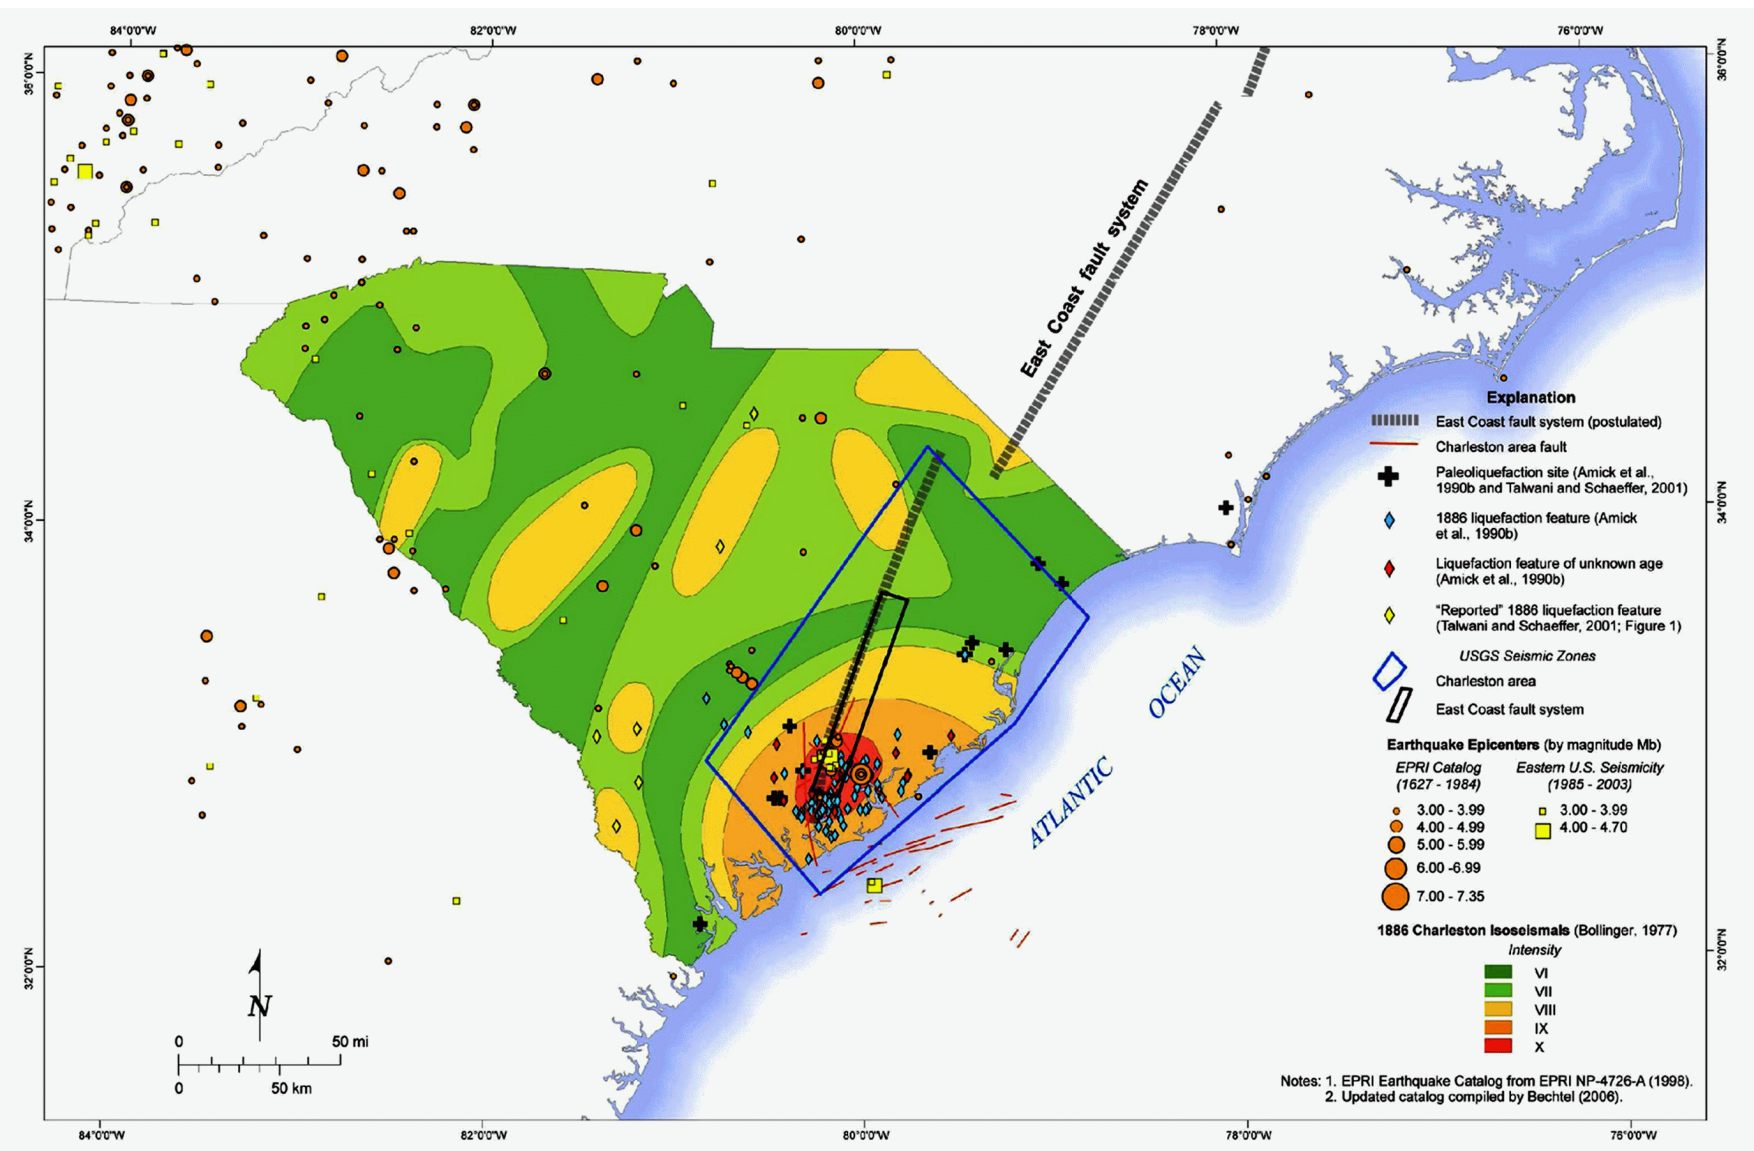 84°0'0"W
82°0'0"W
80°0'0"W
78°0'0"W
76°0'0"W
36°0'0"N
36°0'0"N
East Coast fault system
Explanation
East Coast fault system (postulated)
Charleston area fault
Paleoliquefaction site (Amick et al.,
1990b and Talwani and Schaeffer, 2001)
1886 liquefaction feature (Amick
et al., 1990b)
Liquefaction feature of unknown age
(Amick et al., 1990b)
"Reported" 1886 liquefaction feature
(Talwani and Schaeffer, 2001; Figure 1)
USGS Seismic Zones
Charleston area
East Coast fault system
Earthquake Epicenters (by magnitude Mb)
EPRI Catalog
(1627 - 1984)
Eastern U.S. Seismicity
(1985 - 2003)
3.00 - 3.99
4.00 - 4.99
5.00 - 5.99
6.00 -6.99
7.00 - 7.35
3.00 - 3.99
4.00 - 4.70
1886 Charleston Isoseismals (Bollinger, 1977)
Intensity
VI
VII
VIII
IX
X
34°0'0"N
34°0'0"N
ATLANTIC
OCEAN
32°0'0"N
32°0'0"N
N
0
50 mi
0
50 km
Notes: 1. EPRI Earthquake Catalog from EPRI NP-4726-A (1998).
2. Updated catalog compiled by Bechtel (2006).
84°0'0"W
82°0'0"W
80°0'0"W
78°0'0"W
76°0'0"W